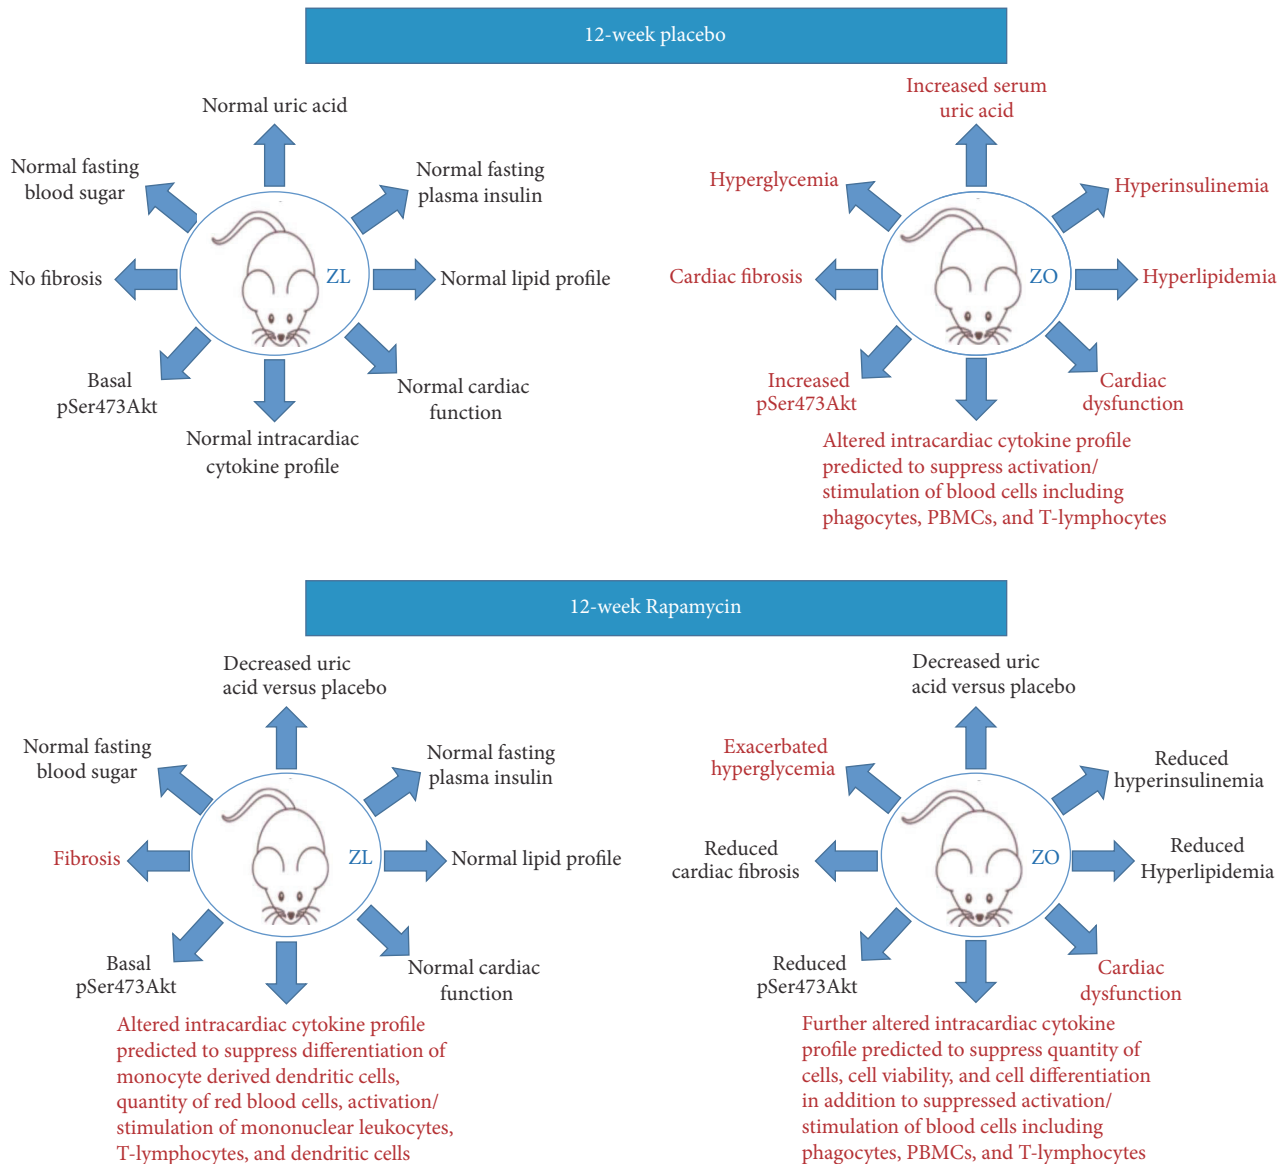 12-week placebo
Normal uric acid
Normal fasting
blood sugar
Normal fasting
plasma insulin
No fibrosis
ZL
Normal lipid profile
Basal
pSer473Akt
Normal cardiac
function
Normal intracardiac
cytokine profile
Increased serum
uric acid
Hyperglycemia
Hyperinsulinemia
Cardiac fibrosis
ZO
Hyperlipidemia
Increased
pSer473Akt
Cardiac
dysfunction
Altered intracardiac cytokine profile
predicted to suppress activation/
stimulation of blood cells including
phagocytes, PBMCs, and T-lymphocytes
12-week Rapamycin
Decreased uric
acid versus placebo
Normal fasting
blood sugar
Normal fasting
plasma insulin
Fibrosis
ZL
Normal lipid profile
Basal
pSer473Akt
Normal cardiac
function
Altered intracardiac cytokine profile
predicted to suppress differentiation of
monocyte derived dendritic cells,
quantity of red blood cells, activation/
stimulation of mononuclear leukocytes,
T-lymphocytes, and dendritic cells
Decreased uric
acid versus placebo
Exacerbated
hyperglycemia
Reduced
hyperinsulinemia
Reduced
cardiac fibrosis
ZO
Reduced
Hyperlipidemia
Reduced
pSer473Akt
Cardiac
dysfunction
Further altered intracardiac cytokine
profile predicted to suppress quantity of
cells, cell viability, and cell differentiation
in addition to suppressed activation/
stimulation of blood cells including
phagocytes, PBMCs, and T-lymphocytes